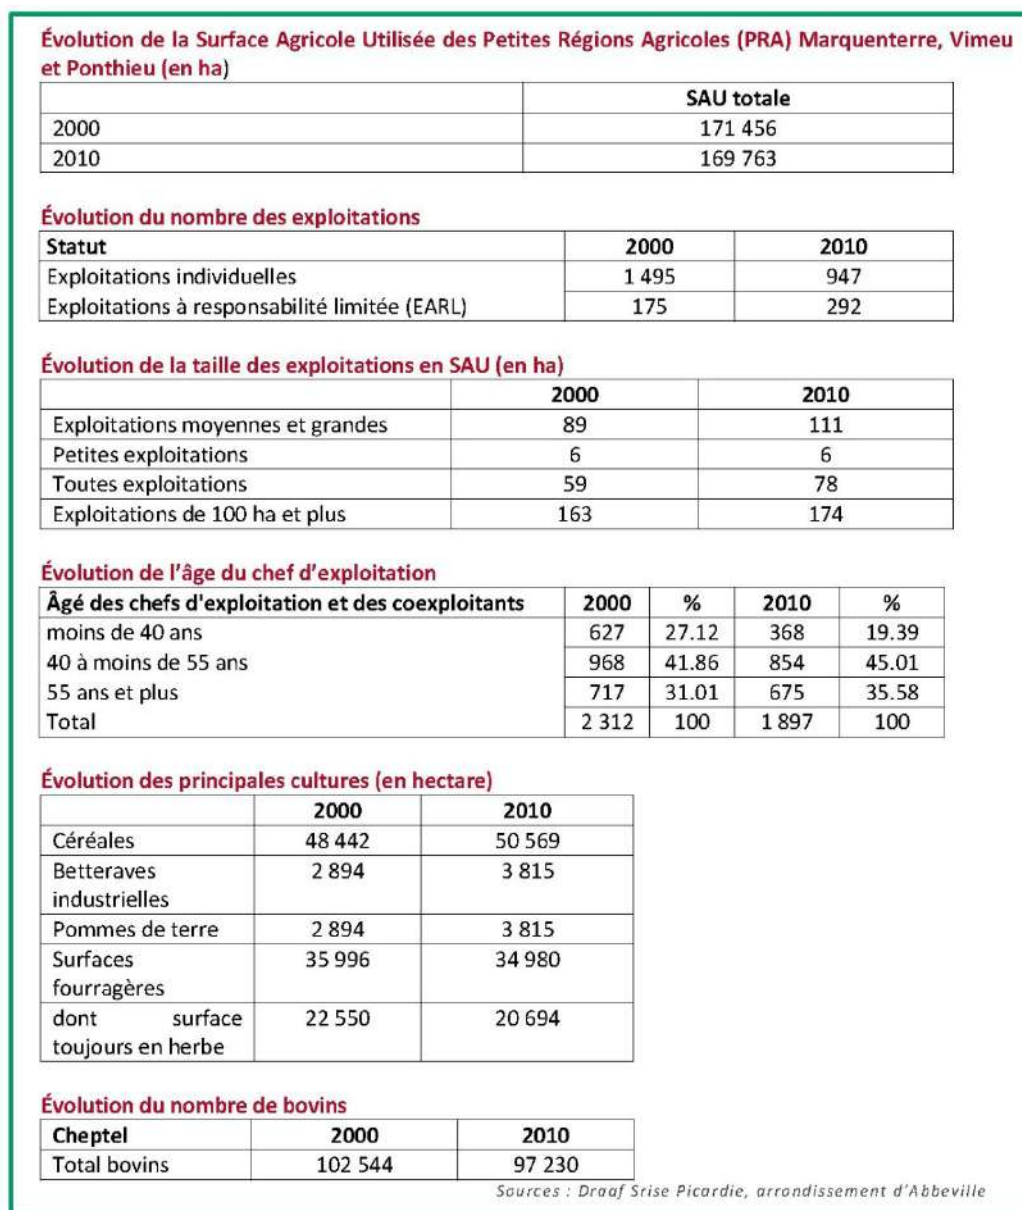 Évolution de la Surface Agricole Utilisée des Petites Régions Agricoles (PRA) Marquenterre, Vimeu
et Ponthieu (en ha)
SAU totale
2000 171 456
2010 169 763
Évolution du nombre des exploitations
Statut 2000 2010
Exploitations individuelles 1 495 947
Exploitations à responsabilité limitée (EARL) 175 292
Évolution de la taille des exploitations en SAU (en ha)
2000 2010
Exploitations moyennes et grandes 89 111
Petites exploitations 6 6
Toutes exploitations 59 78
Exploitations de 100 ha et plus 163 174
Évolution de l'âge du chef d'exploitation
Âgé des chefs d'exploitation et des coexploitants 2000 % 2010 %
moins de 40 ans 627 27.12 368 19.39
40 à moins de 55 ans 968 41.86 854 45.01
55 ans et plus 717 31.01 675 35.58
Total 2 312 100 1 897 100
Évolution des principales cultures (en hectare)
2000 2010
Céréales 48 442 50 569
Betteraves 2 894 3 815
industrielles
Pommes de terre 2 894 3 815
Surfaces 35 996 34 980
fourragères
dont surface 22 550 20 694
toujours en herbe
Évolution du nombre de bovins
Cheptel 2000 2010
Total bovins 102 544 97 230
Sources : Draaf Srise Picardie, arrondissement d'Abbeville